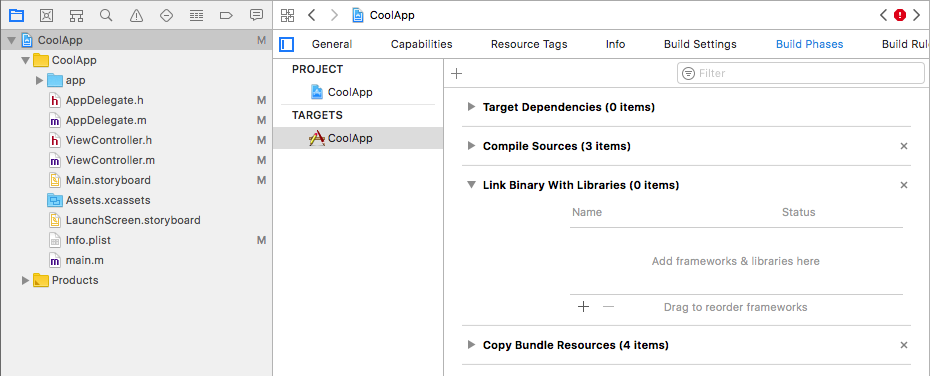 CoolApp
General Capabilities Resource Tags Info Build Settings Build Phases Build Rul
CoolApp M
CoolApp
app
AppDelegate.h M
AppDelegate.m M
ViewController.h M
ViewController.m M
Main.storyboard M
Assets.xcassets
LaunchScreen.storyboard
Info.plist M
main.m
Products
PROJECT
CoolApp
TARGETS
CoolApp
Filter
Target Dependencies (0 items)
Compile Sources (3 items)
Link Binary With Libraries (0 items)
Name Status
Add frameworks & libraries here
Drag to reorder frameworks
Copy Bundle Resources (4 items)